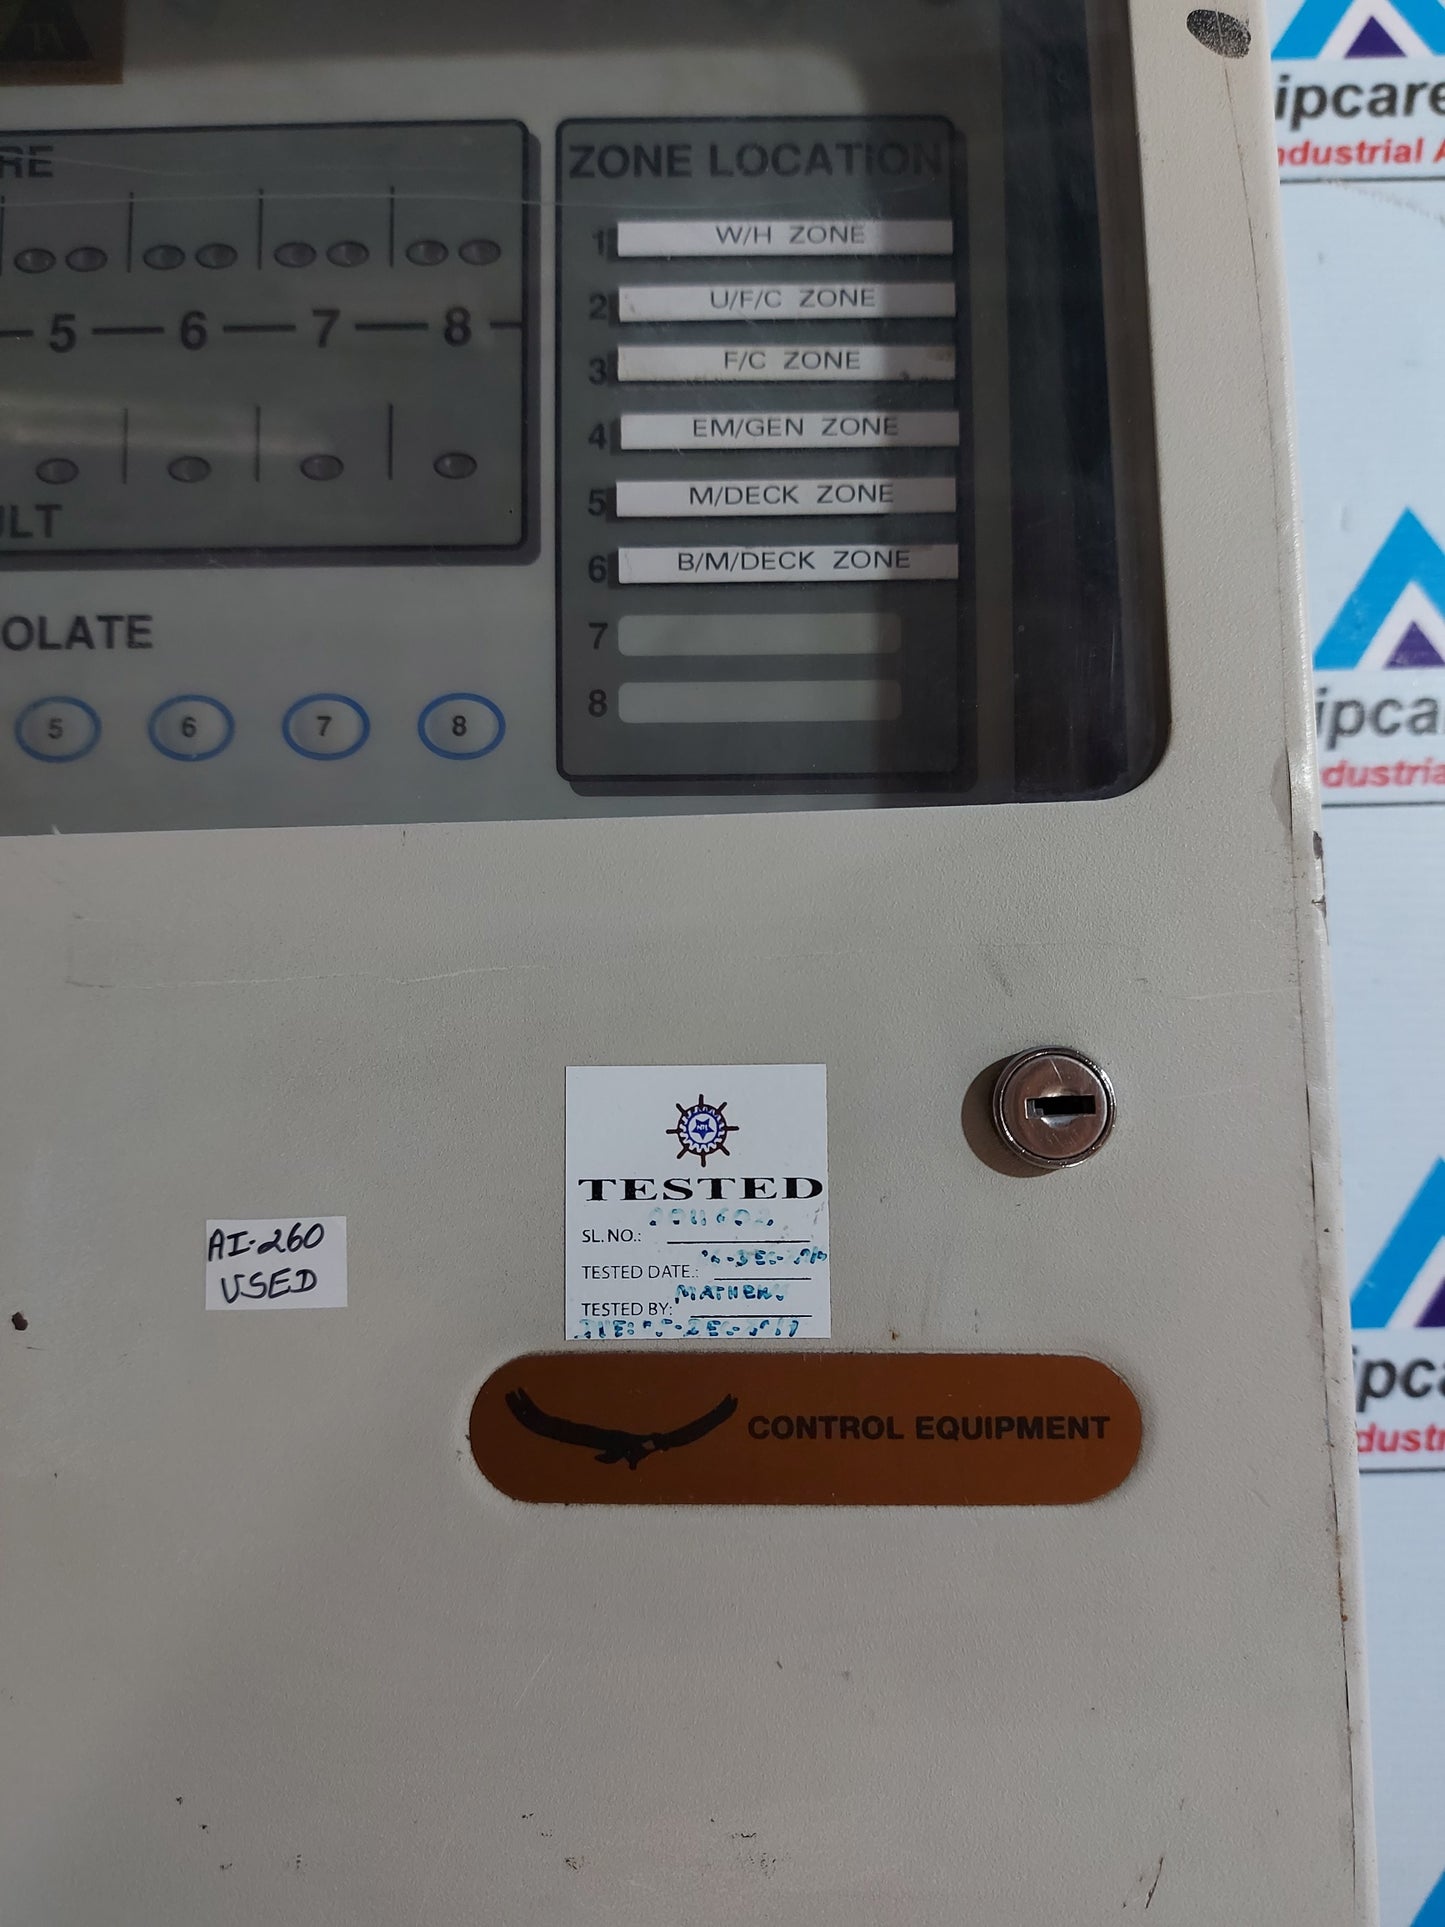 RE
5 6 7 8
ULT
OLATE
5 6 7 8
ZONE LOCATION
1 W/H ZONE
2 U/F/C ZONE
3 F/C ZONE
4 EM/GEN ZONE
5 M/DECK ZONE
6 B/M/DECK ZONE
7
8
ipcare
ndustrial A
ipca
dustria
TESTED
SL. NO.:
TESTED DATE.:
TESTED BY:
AI-260
USED
CONTROL EQUIPMENT
ipca
dustr